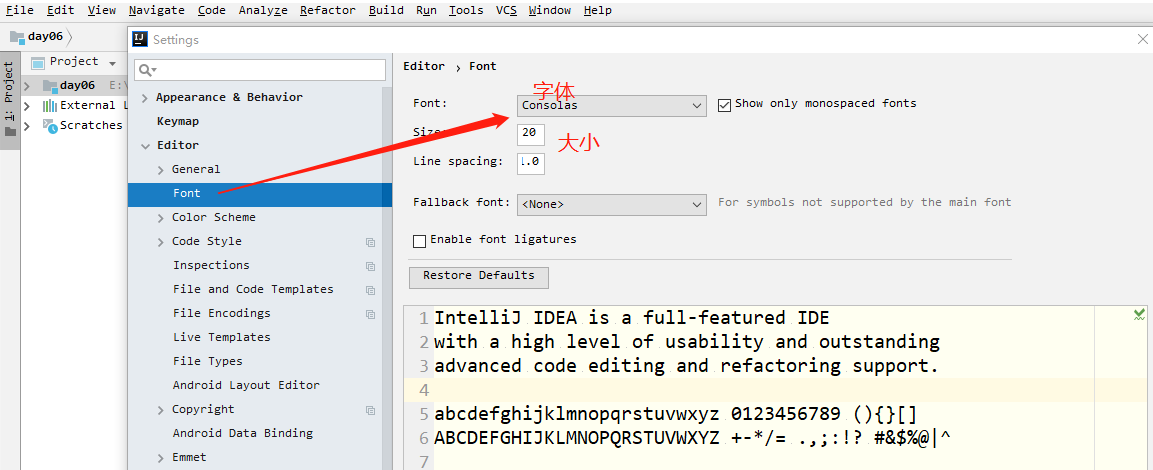 File Edit View Navigate Code Analyze Refactor Build Run Tools VCS Window Help
day06
IJ Settings
1: Project
Project
day06 E:\
External L
Scratches
Appearance & Behavior
Keymap
Editor
General
Font
Color Scheme
Code Style
Inspections
File and Code Templates
File Encodings
Live Templates
File Types
Android Layout Editor
Copyright
Android Data Binding
Emmet
Editor › Font
字体
Font: Consolas Show only monospaced fonts
Size: 20 大小
Line spacing: 1.0
Fallback font: <None> For symbols not supported by the main font
Enable font ligatures
Restore Defaults
1 IntelliJ IDEA is a full-featured IDE
2 with a high level of usability and outstanding
3 advanced code editing and refactoring support.
4
5 abcdefghijklmnopqrstuvwxyz 0123456789 (){}[]
6 ABCDEFGHIJKLMNOPQRSTUVWXYZ +-*/= .,;:!? #&$%@|^
7